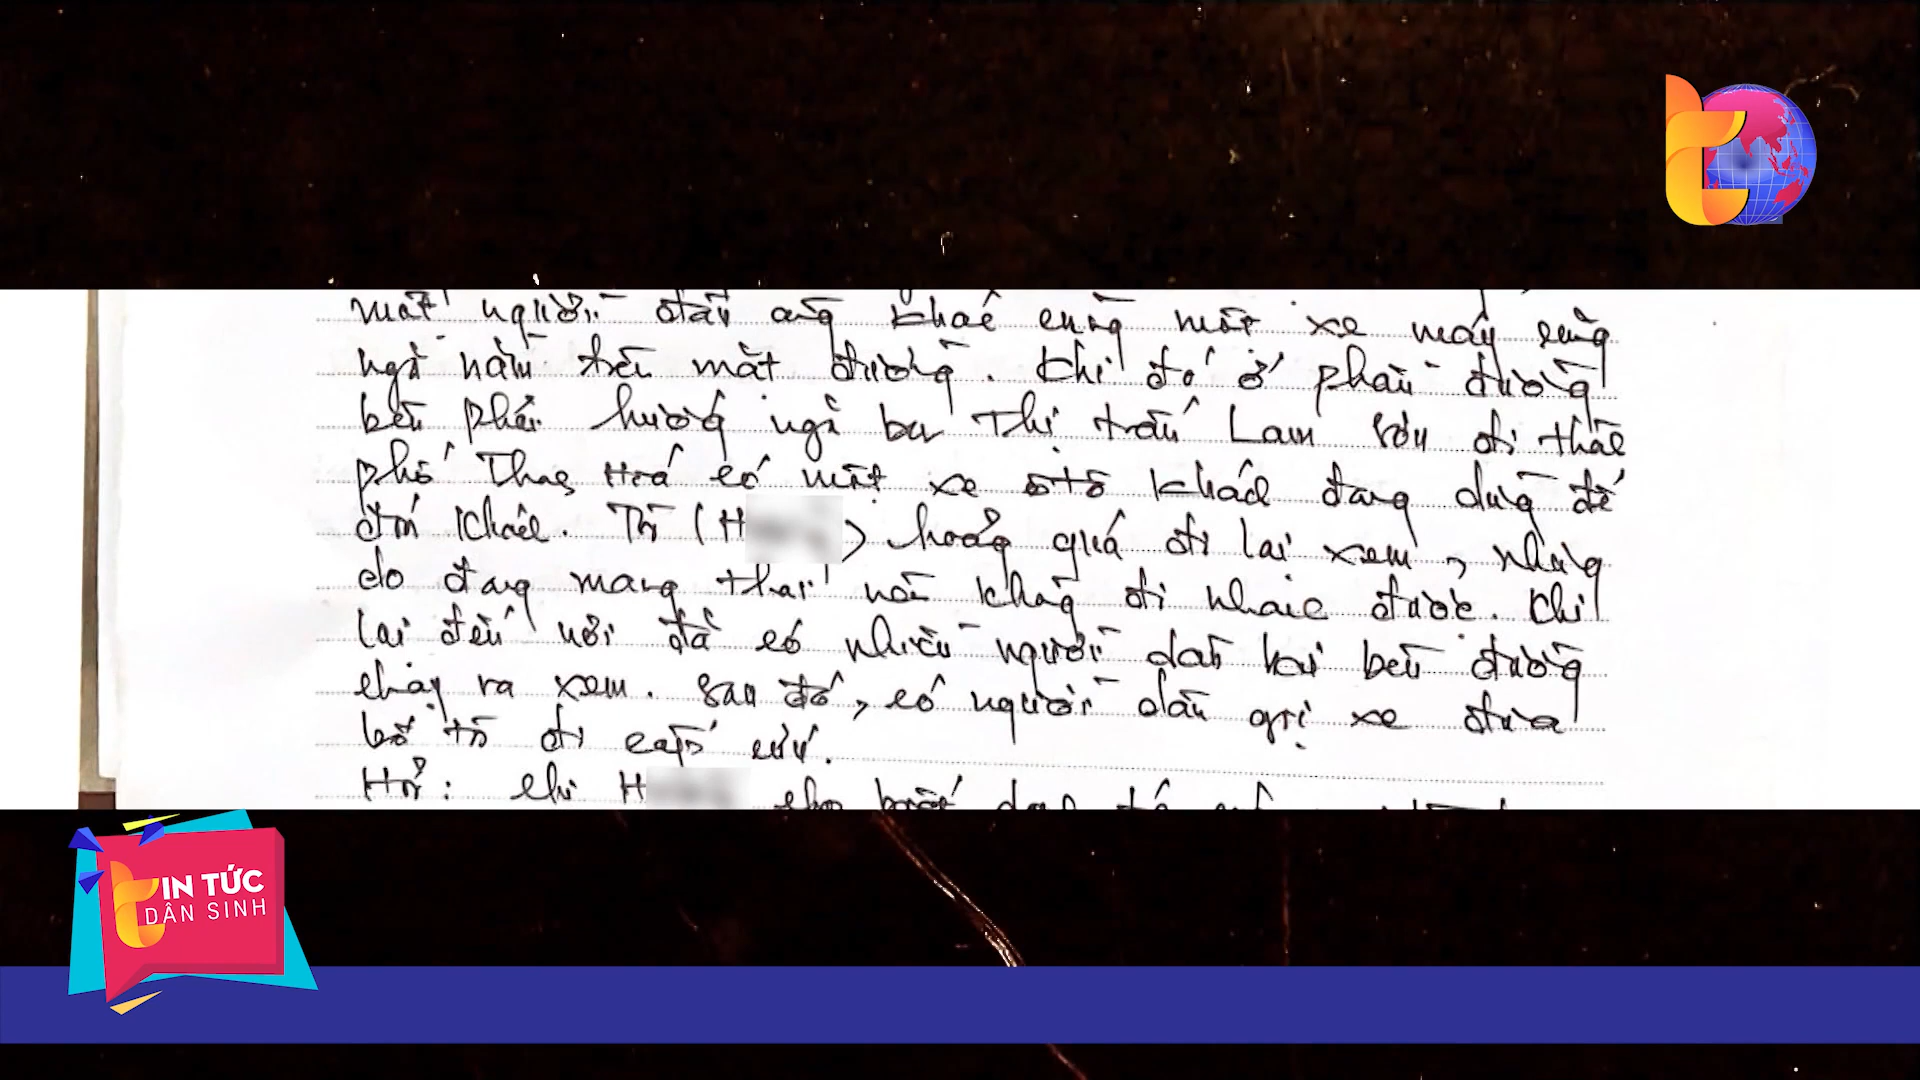 một người đàn ông khác cùng một xe máy cũng
ngã nằm trên mặt đường. Khi đó ở phần đường
bên phải hướng ngã ba Thị trấn Lam Sơn đi thành
phố Thanh Hoá có một xe ôtô khách đang dừng để
đón khách. Tôi (H ) hoảng quá đi lại xem, nhưng
do đang mang thai nên không đi nhanh được. Khi
lại đến nơi đã có nhiều người dân hai bên đường
chạy ra xem. Sau đó, có người dân gọi xe đưa
bố tôi đi cấp cứu.
Hỏi: chị H cho biết
TIN TỨC
DÂN SINH